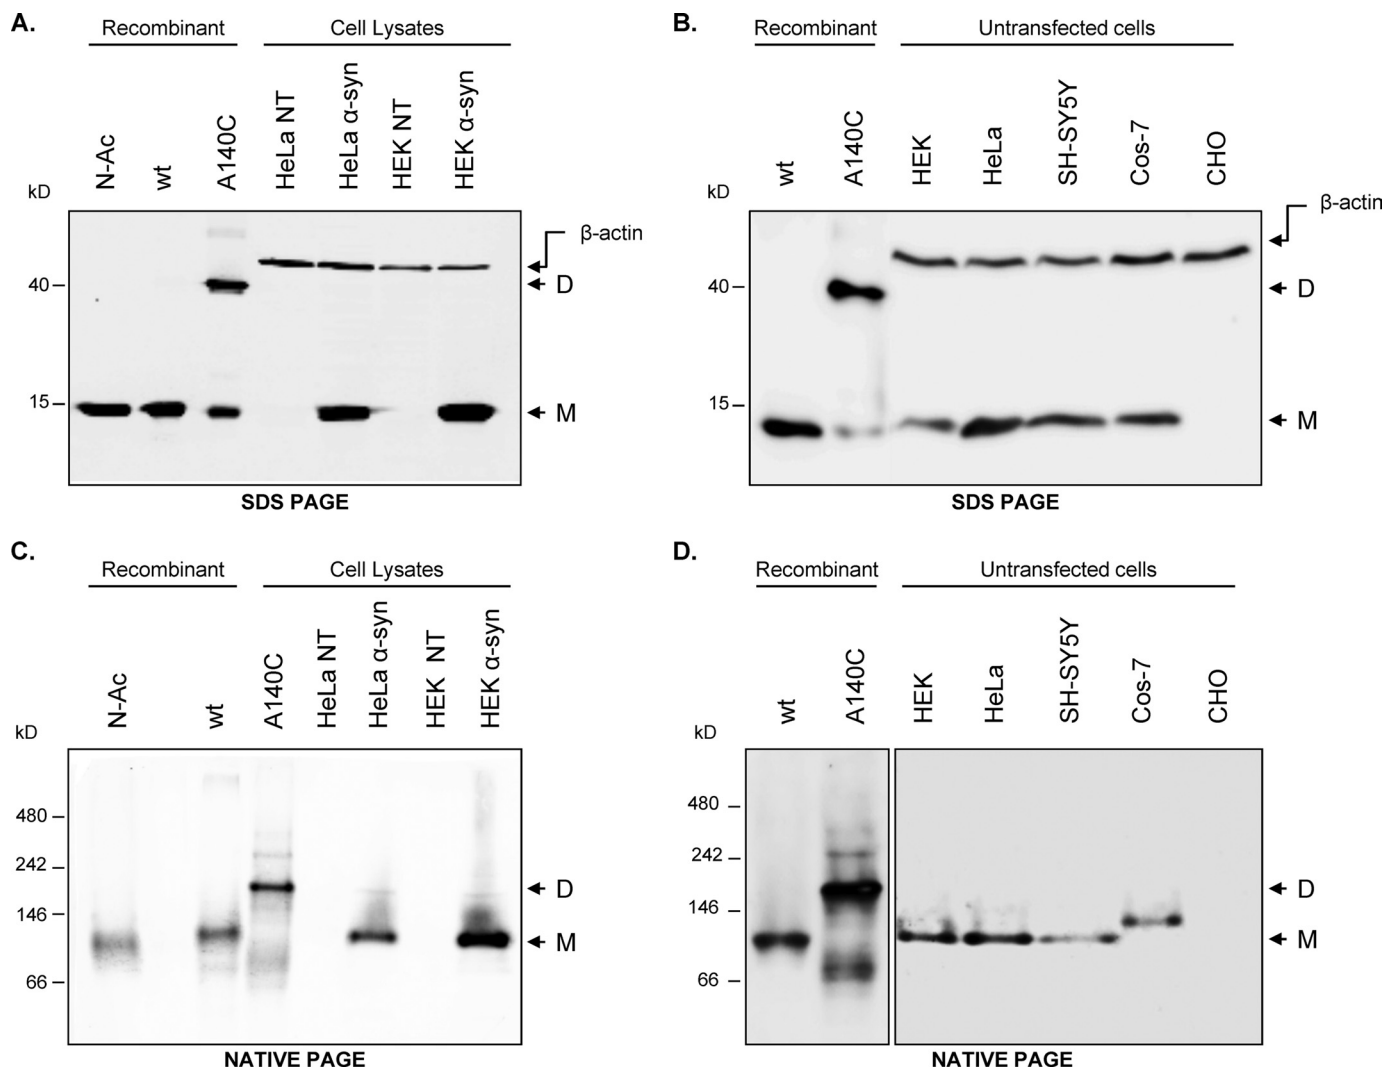 A.
Recombinant
Cell Lysates
N-Ac
wt
A140C
HeLa NT
HeLa α-syn
HEK NT
HEK α-syn
kD
β-actin
40
D
15
M
SDS PAGE
B.
Recombinant
Untransfected cells
wt
A140C
HEK
HeLa
SH-SY5Y
Cos-7
CHO
kD
β-actin
40
D
15
M
SDS PAGE
C.
Recombinant
Cell Lysates
N-Ac
wt
A140C
HeLa NT
HeLa α-syn
HEK NT
HEK α-syn
kD
480
242
D
146
M
66
NATIVE PAGE
D.
Recombinant
Untransfected cells
wt
A140C
HEK
HeLa
SH-SY5Y
Cos-7
CHO
kD
480
242
D
146
M
66
NATIVE PAGE